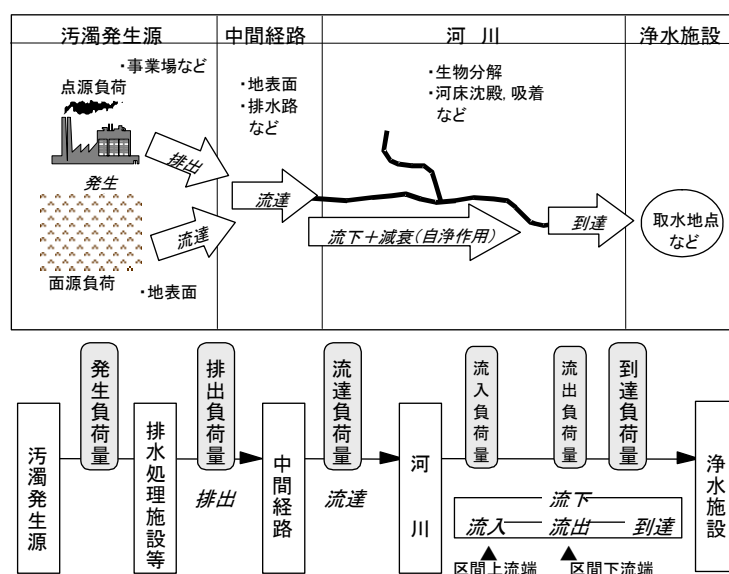 汚濁発生源
中間経路
河 川
浄水施設
・事業場など
点源負荷
・地表面
・排水路
など
・生物分解
・河床沈殿, 吸着
など
排出
発生
流達
流達
流下+減衰(自浄作用)
到達
取水地点
など
面源負荷
・地表面
発生負荷量
排出負荷量
流達負荷量
流入負荷量
流出負荷量
到達負荷量
汚濁発生源
排水処理施設等
排出
中間経路
流達
河 川
流下
流入
流出
到達
区間上流端
区間下流端
浄水施設